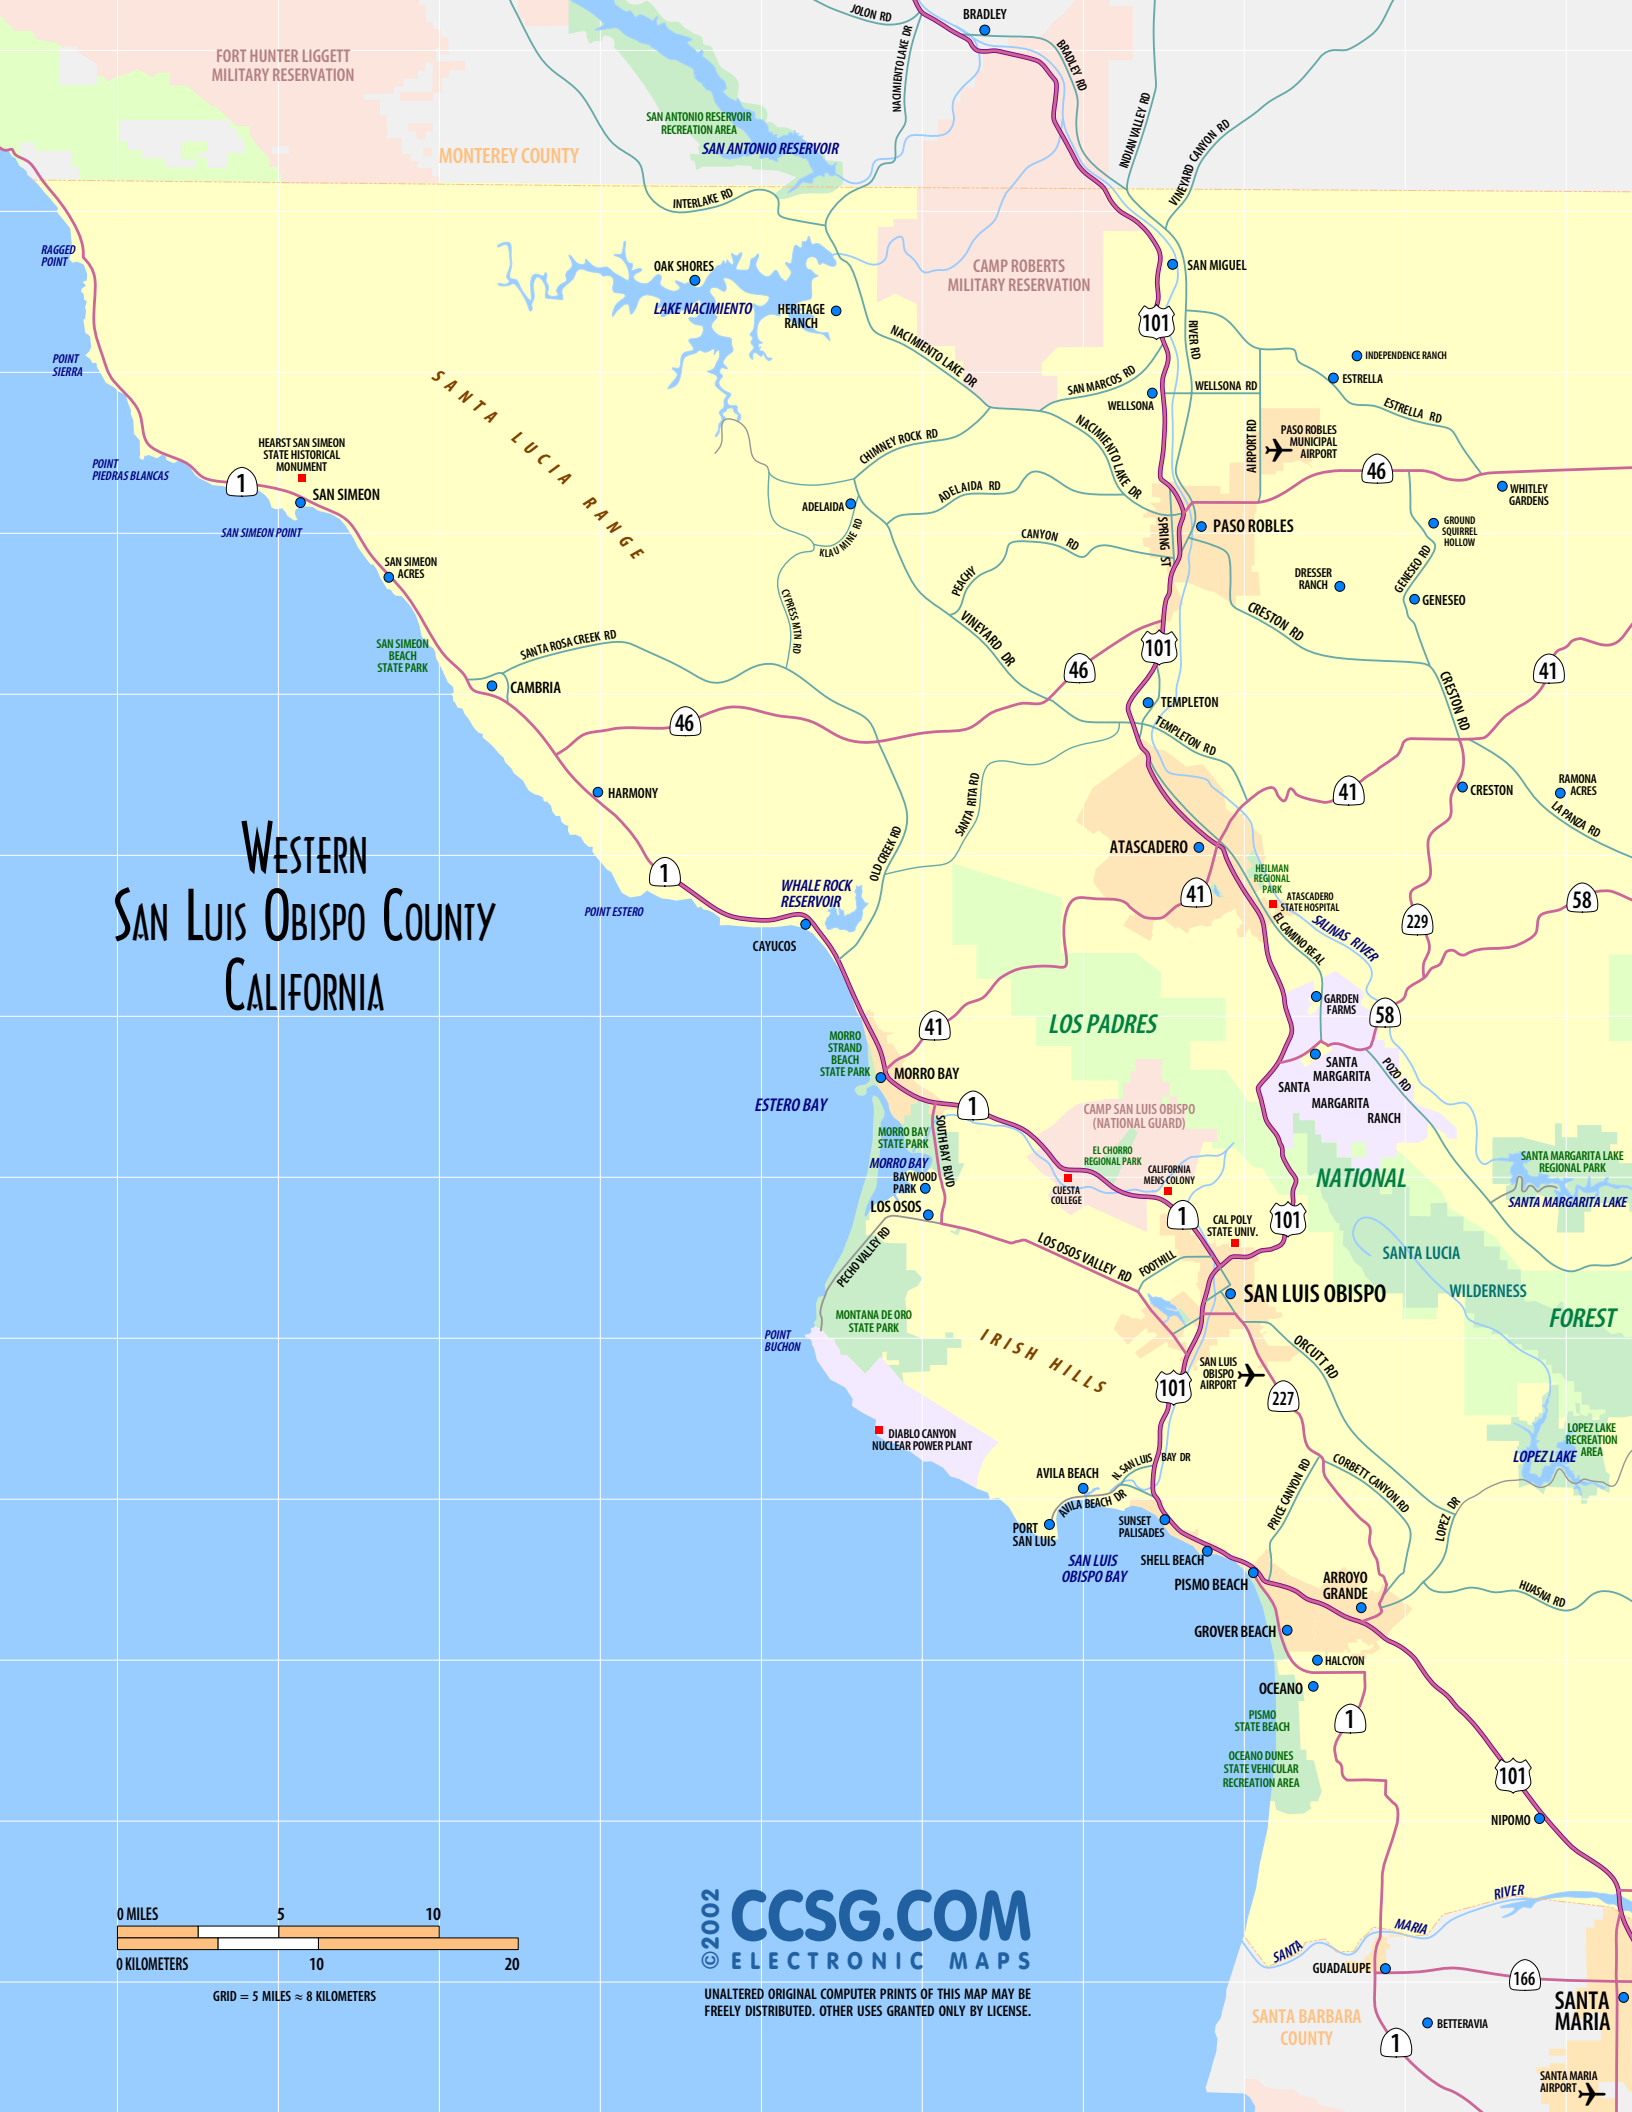 JOLON RD
BRADLEY
NACIMIENTO LAKE DR
BRADLEY RD
FORT HUNTER LIGGETT
MILITARY RESERVATION
SAN ANTONIO RESERVOIR
RECREATION AREA
SAN ANTONIO RESERVOIR
MONTEREY COUNTY
INDIAN VALLEY RD
VINEYARD CANYON RD
INTERLAKE RD
RAGGED
POINT
OAK SHORES
LAKE NACIMIENTO
HERITAGE
RANCH
CAMP ROBERTS
MILITARY RESERVATION
SAN MIGUEL
101
RIVER RD
POINT
SIERRA
NACIMIENTO LAKE DR
SAN MARCOS RD
WELLSONA RD
WELLSONA
INDEPENDENCE RANCH
ESTRELLA
ESTRELLA RD
SANTA LUCIA RANGE
CHIMNEY ROCK RD
NACIMIENTO LAKE DR
AIRPORT RD
PASO ROBLES
MUNICIPAL
AIRPORT
46
HEARST SAN SIMEON
STATE HISTORICAL
MONUMENT
POINT
PIEDRAS BLANCAS
1
SAN SIMEON
SAN SIMEON POINT
ADELAIDA
ADELAIDA RD
KLAU MINE RD
WHITLEY
GARDENS
GROUND
SQUIRREL
HOLLOW
PASO ROBLES
SPRING ST
PEACHY CANYON RD
SAN SIMEON
ACRES
DRESSER
RANCH
GENESEO RD
GENESEO
CYPRESS MTN RD
VINEYARD DR
CRESTON RD
SAN SIMEON
BEACH
STATE PARK
SANTA ROSA CREEK RD
101
46
41
CAMBRIA
46
TEMPLETON
TEMPLETON RD
CRESTON RD
HARMONY
SANTA RITA RD
41
CRESTON
RAMONA
ACRES
LA PANZA RD
WESTERN
SAN LUIS OBISPO COUNTY
CALIFORNIA
OLD CREEK RD
ATASCADERO
1
WHALE ROCK
RESERVOIR
POINT ESTERO
CAYUCOS
41
HEILMAN
REGIONAL
PARK
ATASCADERO
STATE HOSPITAL
SALINAS RIVER
EL CAMINO REAL
229
58
GARDEN
FARMS
58
LOS PADRES
41
MORRO
STRAND
BEACH
STATE PARK
MORRO BAY
SANTA
MARGARITA
POZO RD
SANTA
MARGARITA
RANCH
ESTERO BAY
1
CAMP SAN LUIS OBISPO
(NATIONAL GUARD)
MORRO BAY
STATE PARK
SOUTH BAY BLVD
EL CHORRO
REGIONAL PARK
MORRO BAY
BAYWOOD
PARK
CALIFORNIA
MENS COLONY
CUESTA
COLLEGE
NATIONAL
SANTA MARGARITA LAKE
REGIONAL PARK
SANTA MARGARITA LAKE
LOS OSOS
1
CAL POLY
STATE UNIV.
101
PECHO VALLEY RD
LOS OSOS VALLEY RD
FOOTHILL
SANTA LUCIA
WILDERNESS
SAN LUIS OBISPO
FOREST
MONTANA DE ORO
STATE PARK
POINT
BUCHON
IRISH HILLS
ORCUTT RD
SAN LUIS
OBISPO
AIRPORT
101
227
DIABLO CANYON
NUCLEAR POWER PLANT
LOPEZ LAKE
RECREATION
AREA
LOPEZ LAKE
AVILA BEACH
N. SAN LUIS BAY DR
AVILA BEACH DR
PRICE CANYON RD
CORBETT CANYON RD
LOPEZ DR
PORT
SAN LUIS
SUNSET
PALISADES
SAN LUIS
OBISPO BAY
SHELL BEACH
PISMO BEACH
ARROYO
GRANDE
HUASNA RD
GROVER BEACH
HALCYON
OCEANO
PISMO
STATE BEACH
1
OCEANO DUNES
STATE VEHICULAR
RECREATION AREA
101
NIPOMO
SANTA MARIA RIVER
GUADALUPE
166
SANTA
MARIA
SANTA BARBARA
COUNTY
BETTERAVIA
1
SANTA MARIA
AIRPORT
0 MILES 5 10
0 KILOMETERS 10 20
GRID = 5 MILES ≈ 8 KILOMETERS
©2002
CCSG.COM
ELECTRONIC MAPS
UNALTERED ORIGINAL COMPUTER PRINTS OF THIS MAP MAY BE
FREELY DISTRIBUTED. OTHER USES GRANTED ONLY BY LICENSE.